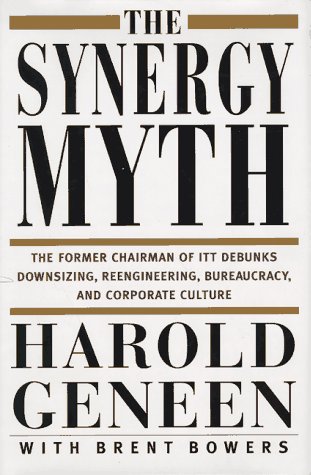 THE
SYNERGY
MYTH
THE FORMER CHAIRMAN OF ITT DEBUNKS
DOWNSIZING, REENGINEERING, BUREAUCRACY,
AND CORPORATE CULTURE
HAROLD
GENEEN
WITH BRENT BOWERS